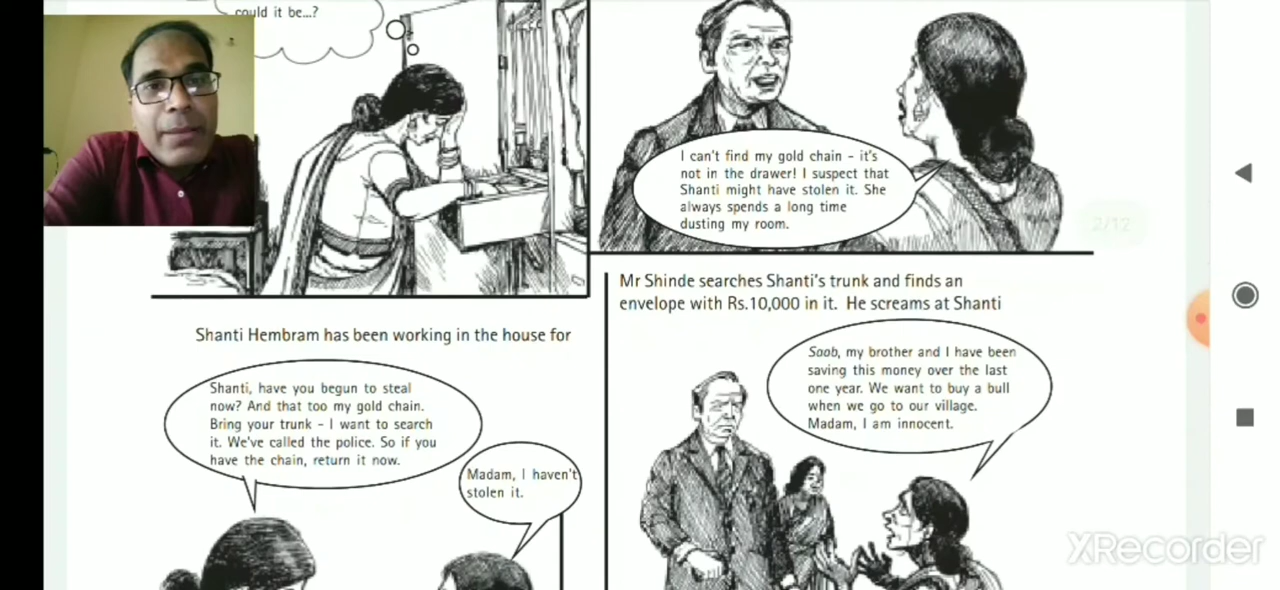 could it be...?
I can't find my gold chain - it's
not in the drawer! I suspect that
Shanti might have stolen it. She
always spends a long time
dusting my room.
2/12
Shanti Hembram has been working in the house for
Shanti, have you begun to steal
now? And that too my gold chain.
Bring your trunk - I want to search
it. We've called the police. So if you
have the chain, return it now.
Madam, I haven't
stolen it.
Mr Shinde searches Shanti's trunk and finds an
envelope with Rs.10,000 in it. He screams at Shanti
Saab, my brother and I have been
saving this money over the last
one year. We want to buy a bull
when we go to our village.
Madam, I am innocent.
XRecorder